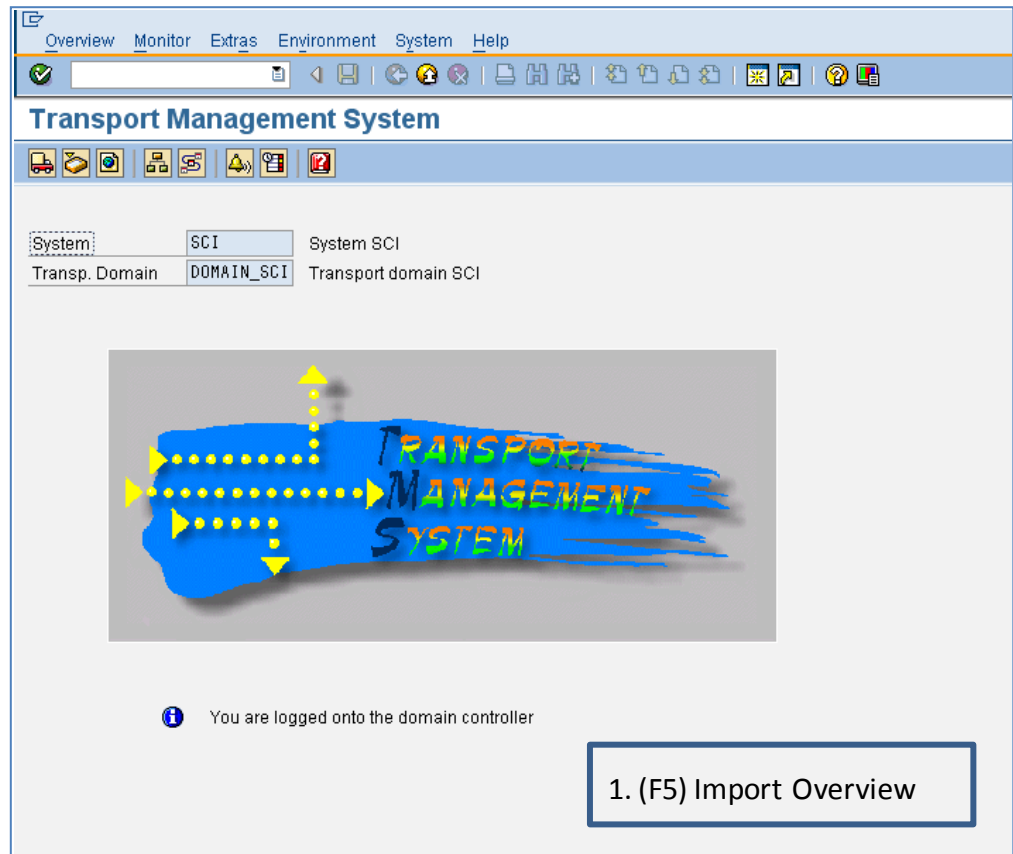 Overview Monitor Extras Environment System Help
Transport Management System
System SCI System SCI
Transp. Domain DOMAIN_SCI Transport domain SCI
TRANSPORT
MANAGEMENT
SYSTEM
You are logged onto the domain controller
1. (F5) Import Overview